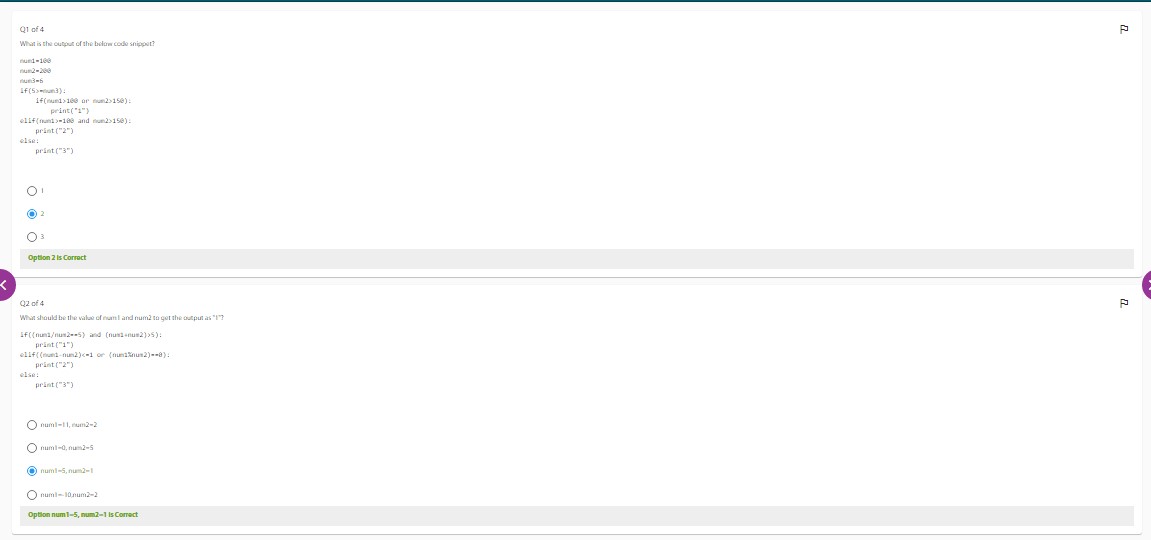 Q1 of 4
What is the output of the below code snippet?
num1=100
num2=200
num3=6
if(5>=num3):
    if(num1>100 or num2>150):
        print("1")
elif(num1>=100 and num2>150):
    print("2")
else:
    print("3")
1
2
3
Option 2 is Correct
Q2 of 4
What should be the value of num1 and num2 to get the output as "1"?
if((num1/num2==5) and (num1+num2)>5):
    print("1")
elif((num1-num2)<=1 or (num1%num2)==0):
    print("2")
else:
    print("3")
num1=11, num2=2
num1=0, num2=5
num1=5, num2=1
num1=-10,num2=2
Option num1=5, num2=1 is Correct